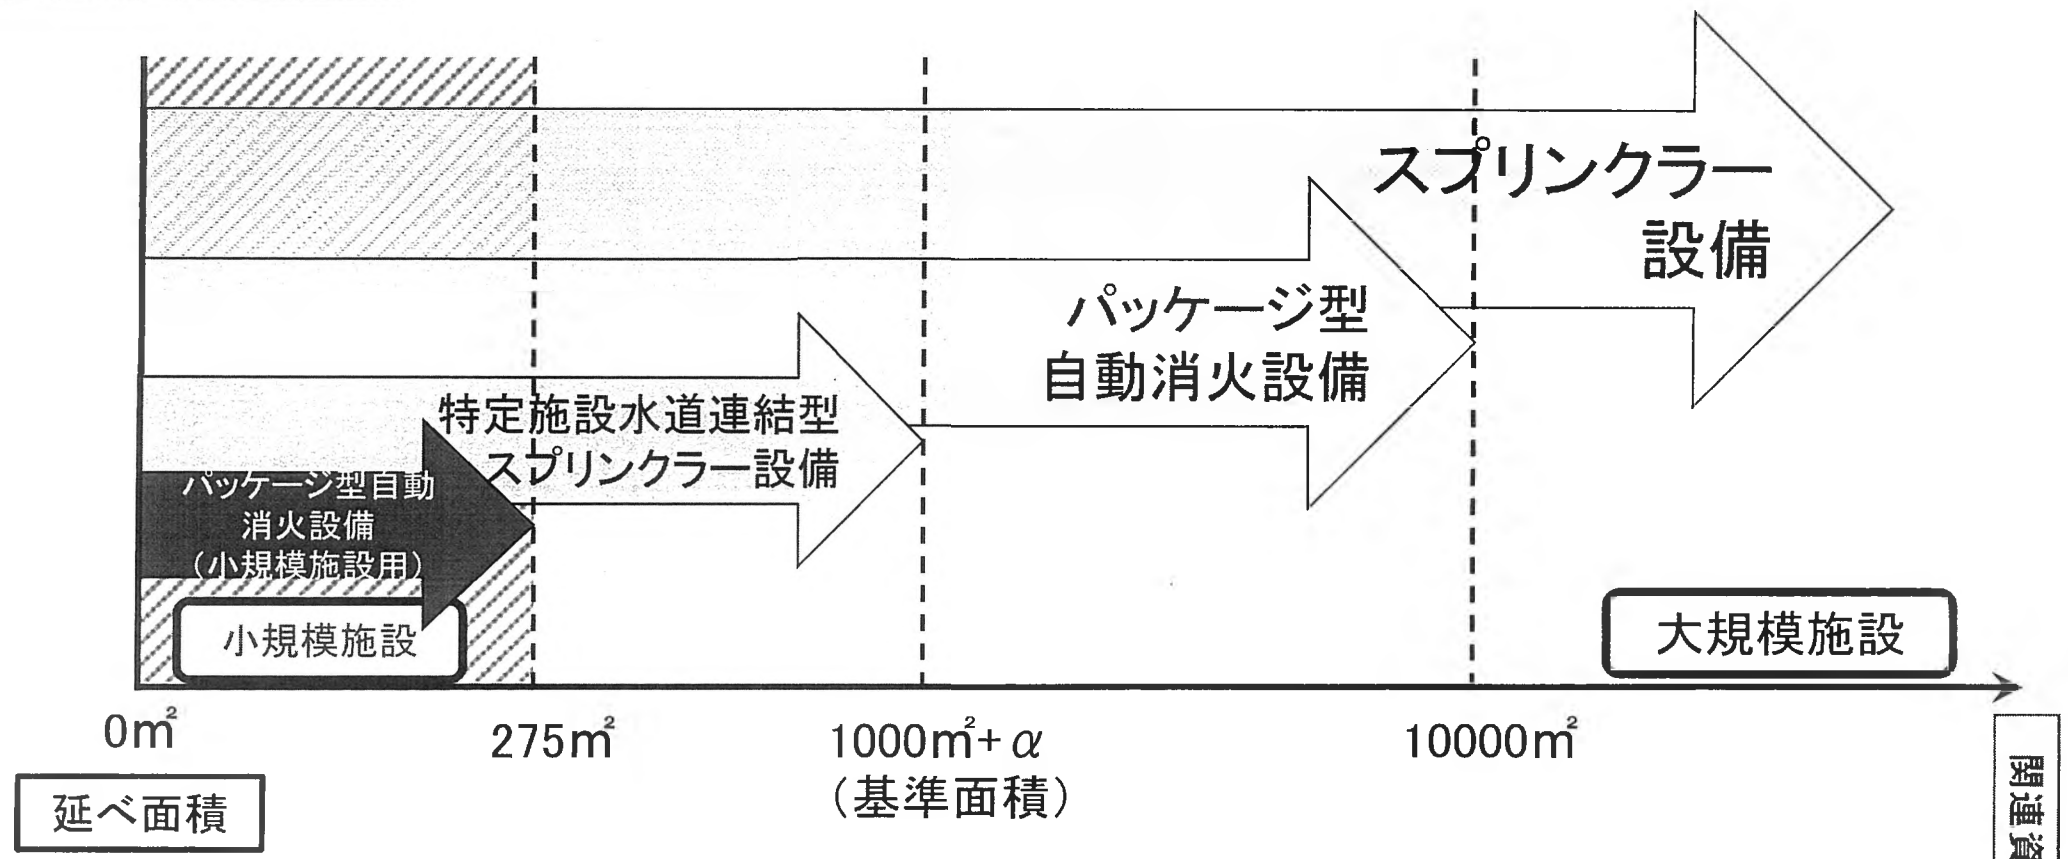 スプリンクラー
設備
パッケージ型
自動消火設備
特定施設水道連結型
スプリンクラー設備
パッケージ型自動
消火設備
（小規模施設用）
小規模施設
大規模施設
0㎡
275㎡
1000㎡+α
（基準面積）
10000㎡
延べ面積
関連資